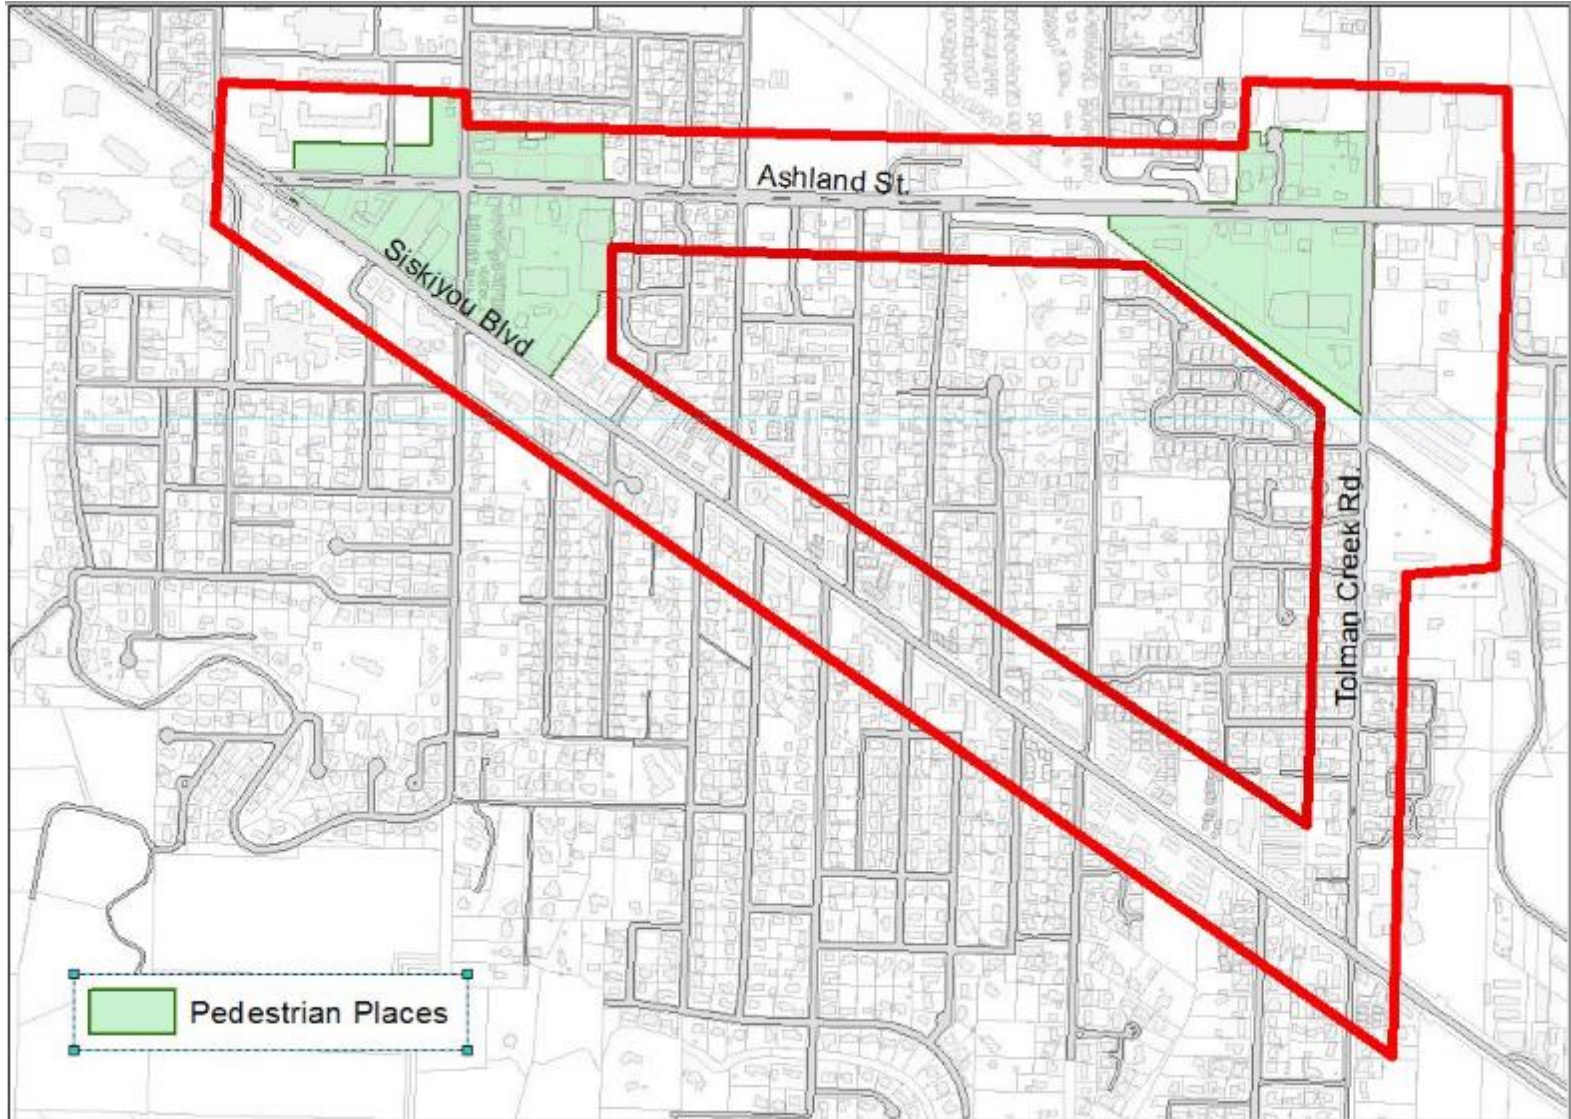 Ashland St.
Siskiyou Blvd
Tolman Creek Rd.
Pedestrian Places